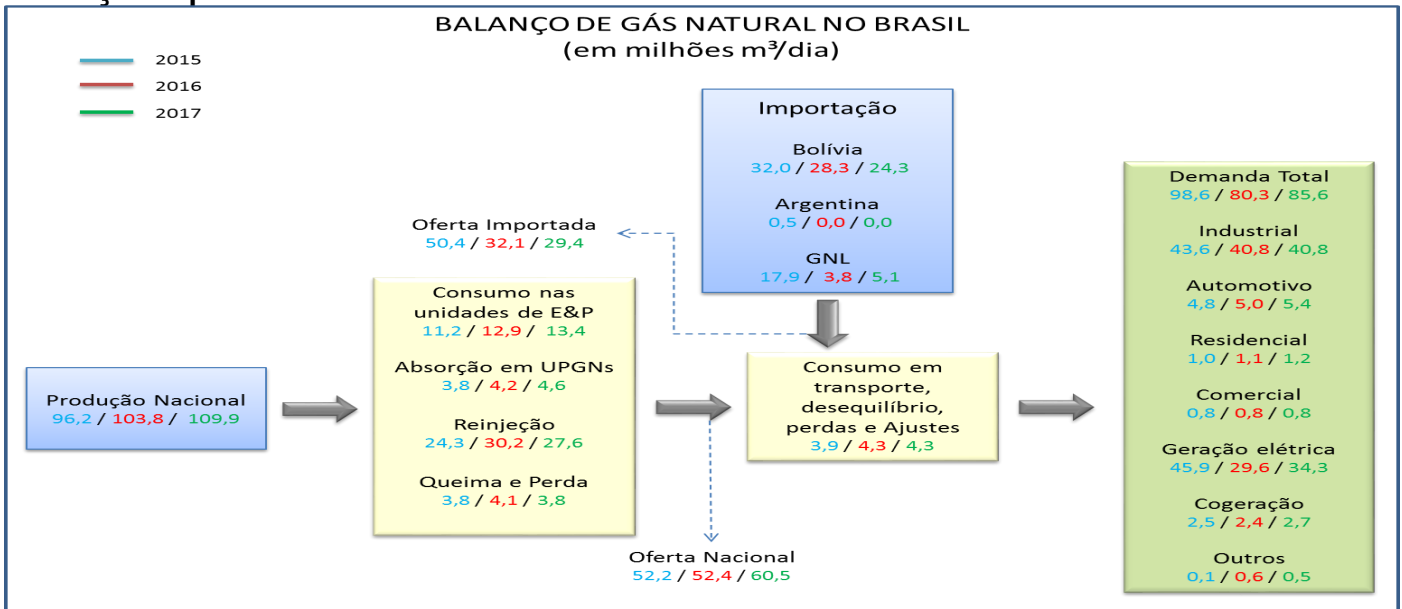 BALANÇO DE GÁS NATURAL NO BRASIL
(em milhões m³/dia)
2015
2016
2017
Importação
Bolívia
32,0 / 28,3 / 24,3
Argentina
0,5 / 0,0 / 0,0
GNL
17,9 / 3,8 / 5,1
Oferta Importada
50,4 / 32,1 / 29,4
Produção Nacional
96,2 / 103,8 / 109,9
Consumo nas
unidades de E&P
11,2 / 12,9 / 13,4
Absorção em UPGNs
3,8 / 4,2 / 4,6
Reinjeção
24,3 / 30,2 / 27,6
Queima e Perda
3,8 / 4,1 / 3,8
Oferta Nacional
52,2 / 52,4 / 60,5
Consumo em
transporte,
desequilíbrio,
perdas e Ajustes
3,9 / 4,3 / 4,3
Demanda Total
98,6 / 80,3 / 85,6
Industrial
43,6 / 40,8 / 40,8
Automotivo
4,8 / 5,0 / 5,4
Residencial
1,0 / 1,1 / 1,2
Comercial
0,8 / 0,8 / 0,8
Geração elétrica
45,9 / 29,6 / 34,3
Cogeração
2,5 / 2,4 / 2,7
Outros
0,1 / 0,6 / 0,5